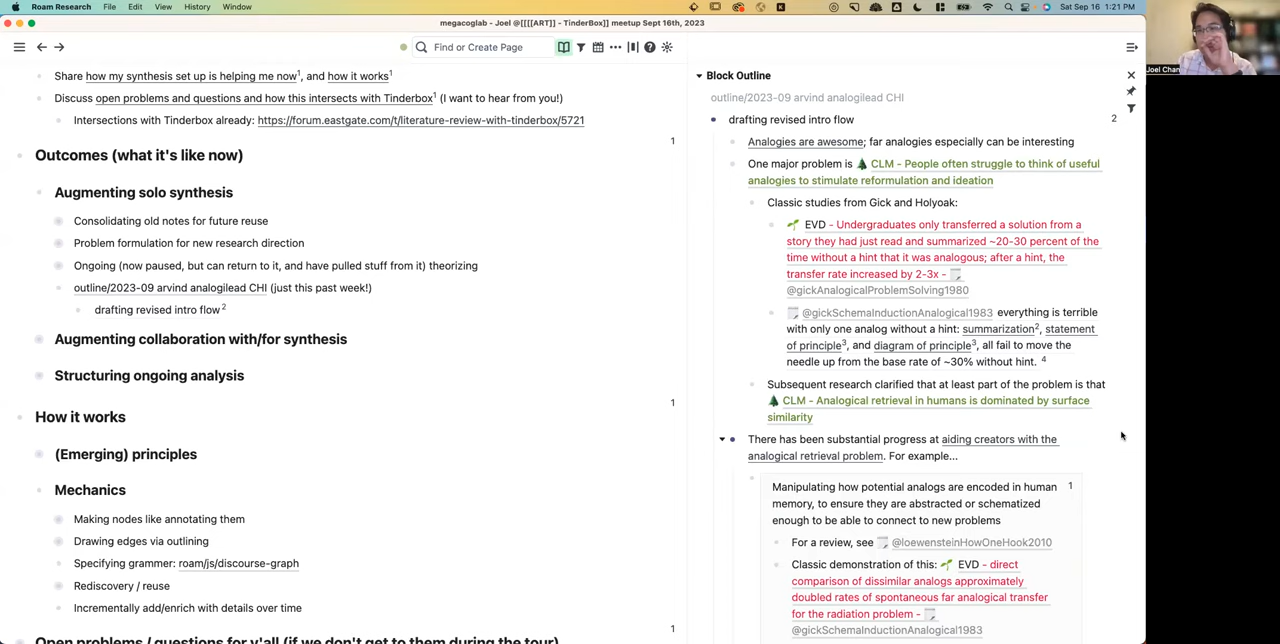 Roam Research File Edit View History Window
Sat Sep 16 1:21 PM
megacoglab - Joel @[[[[ART]] - TinderBox]] meetup Sept 16th, 2023
Find or Create Page
Share how my synthesis set up is helping me now1, and how it works1
Discuss open problems and questions and how this intersects with Tinderbox1 (I want to hear from you!)
Intersections with Tinderbox already: https://forum.eastgate.com/t/literature-review-with-tinderbox/5721
1
Outcomes (what it's like now)
Augmenting solo synthesis
Consolidating old notes for future reuse
Problem formulation for new research direction
Ongoing (now paused, but can return to it, and have pulled stuff from it) theorizing
outline/2023-09 arvind analogilead CHI (just this past week!)
drafting revised intro flow 2
Augmenting collaboration with/for synthesis
Structuring ongoing analysis
1
How it works
(Emerging) principles
Mechanics
Making nodes like annotating them
Drawing edges via outlining
Specifying grammer: roam/js/discourse-graph
Rediscovery / reuse
Incrementally add/enrich with details over time
1
Open problems / questions for y'all (if we don't get to them during the tour)
Block Outline
outline/2023-09 arvind analogilead CHI
drafting revised intro flow
2
Analogies are awesome; far analogies especially can be interesting
One major problem is 🌲 CLM - People often struggle to think of useful
analogies to stimulate reformulation and ideation
Classic studies from Gick and Holyoak:
🌱 EVD - Undergraduates only transferred a solution from a
story they had just read and summarized ~20-30 percent of the
time without a hint that it was analogous; after a hint, the
transfer rate increased by 2-3x -
@gickAnalogicalProblemSolving1980
@gickSchemaInductionAnalogical1983 everything is terrible
with only one analog without a hint: summarization2, statement
of principle3, and diagram of principle3, all fail to move the
needle up from the base rate of ~30% without hint. 4
Subsequent research clarified that at least part of the problem is that
🌲 CLM - Analogical retrieval in humans is dominated by surface
similarity
There has been substantial progress at aiding creators with the
analogical retrieval problem. For example...
Manipulating how potential analogs are encoded in human 1
memory, to ensure they are abstracted or schematized
enough to be able to connect to new problems
For a review, see @loewensteinHowOneHook2010
Classic demonstration of this: 🌱 EVD - direct
comparison of dissimilar analogs approximately
doubled rates of spontaneous far analogical transfer
for the radiation problem -
@gickSchemaInductionAnalogical1983
Joel Chan